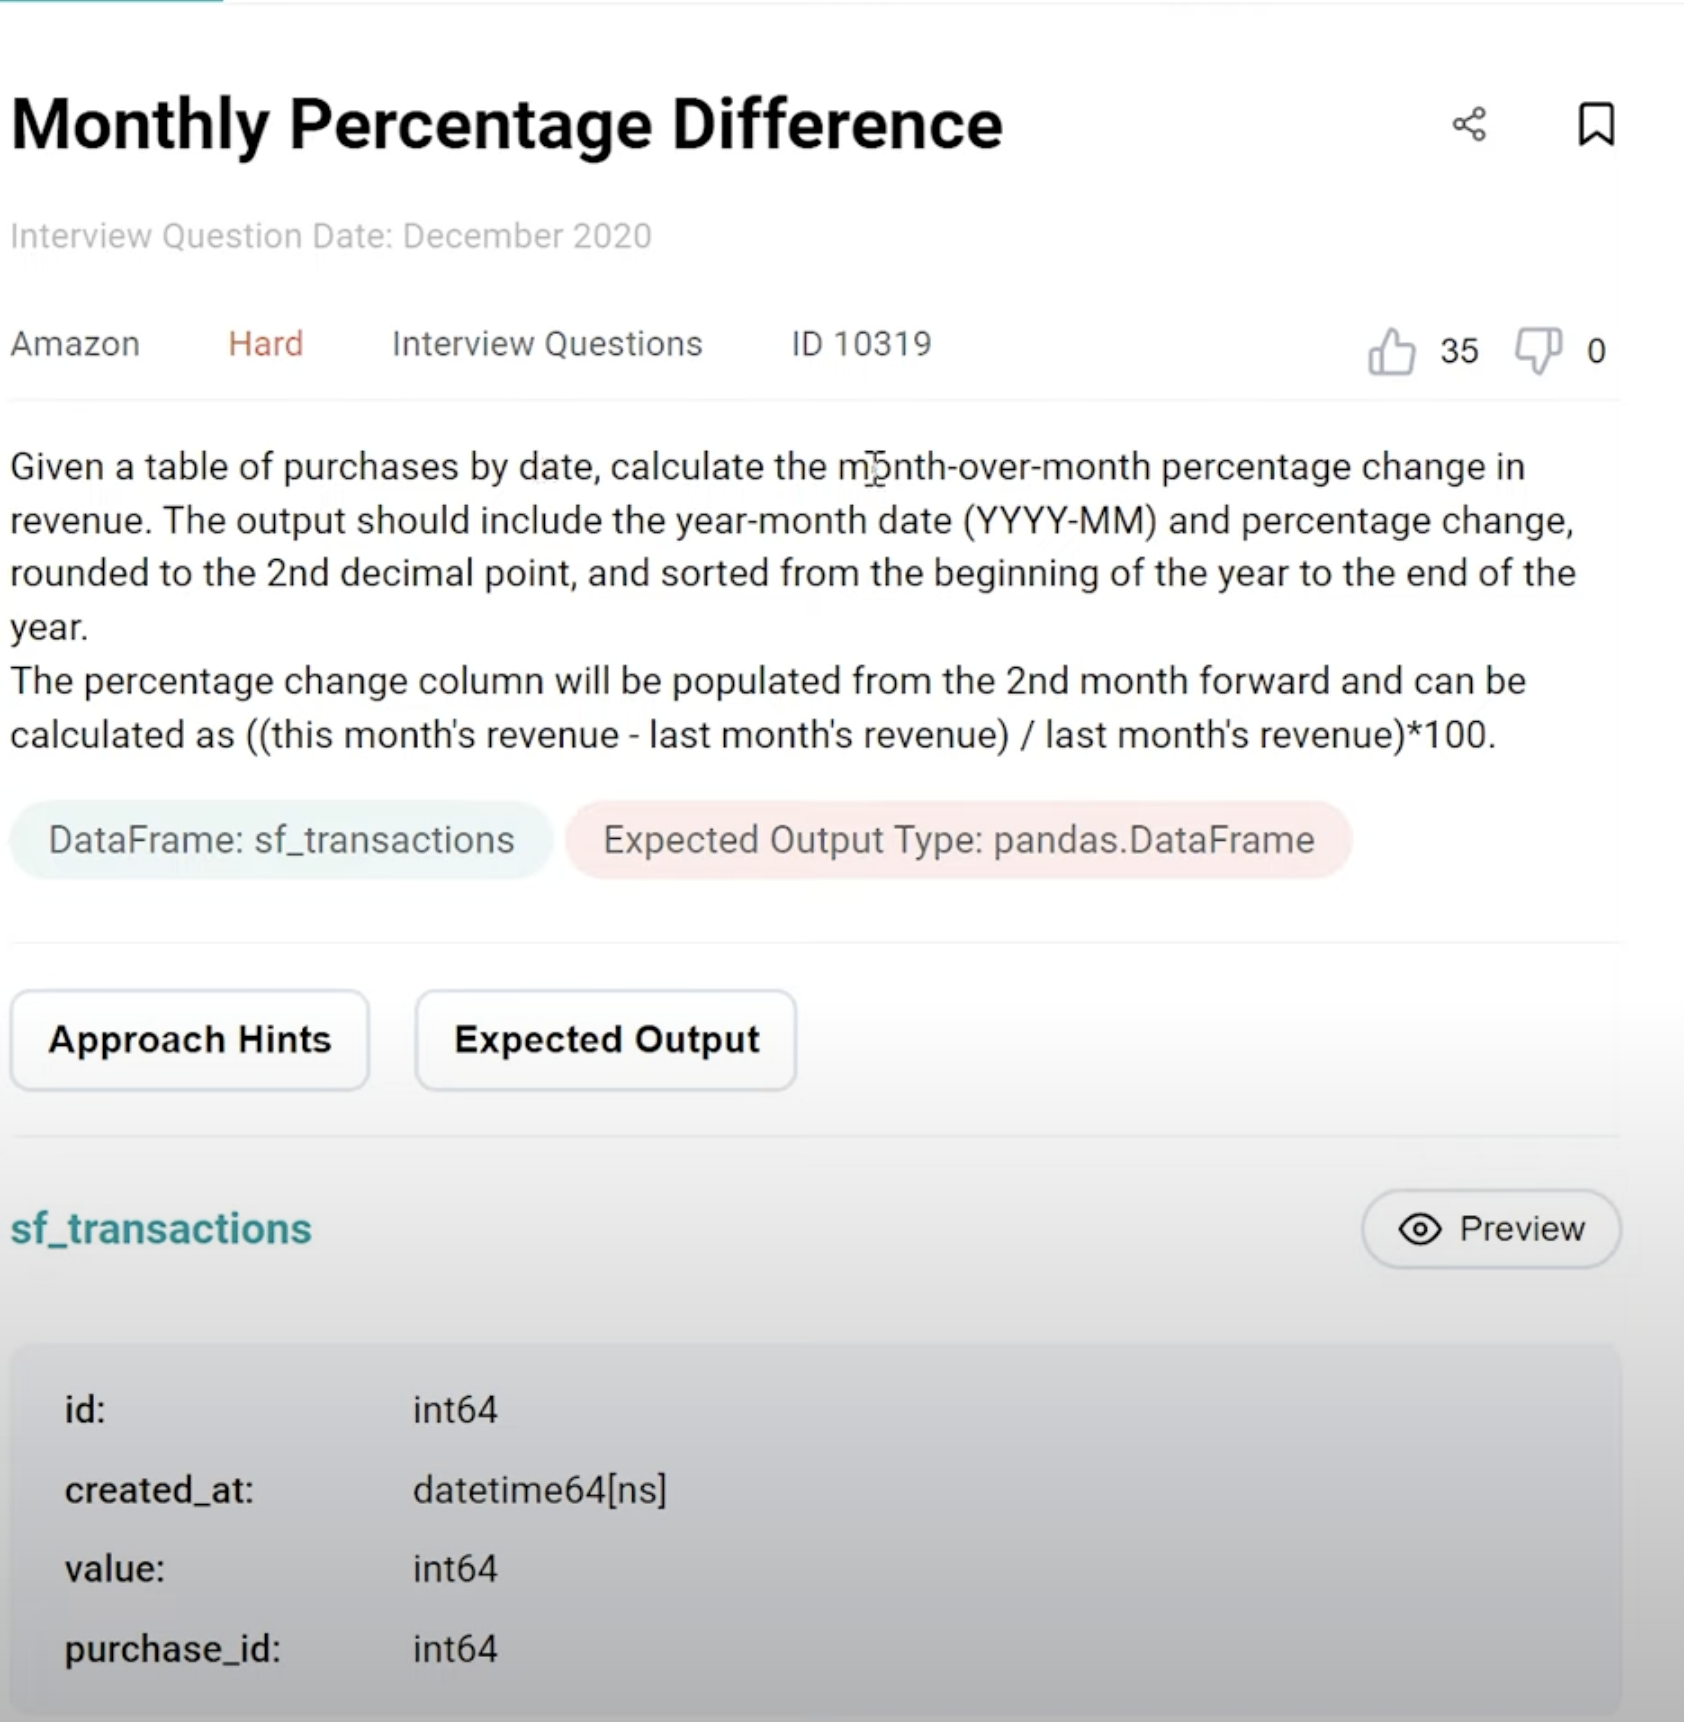 Monthly Percentage Difference
Interview Question Date: December 2020
Amazon Hard Interview Questions ID 10319 35 0
Given a table of purchases by date, calculate the month-over-month percentage change in
revenue. The output should include the year-month date (YYYY-MM) and percentage change,
rounded to the 2nd decimal point, and sorted from the beginning of the year to the end of the
year.
The percentage change column will be populated from the 2nd month forward and can be
calculated as ((this month's revenue - last month's revenue) / last month's revenue)*100.
DataFrame: sf_transactions Expected Output Type: pandas.DataFrame
Approach Hints Expected Output
sf_transactions Preview
id: int64
created_at: datetime64[ns]
value: int64
purchase_id: int64